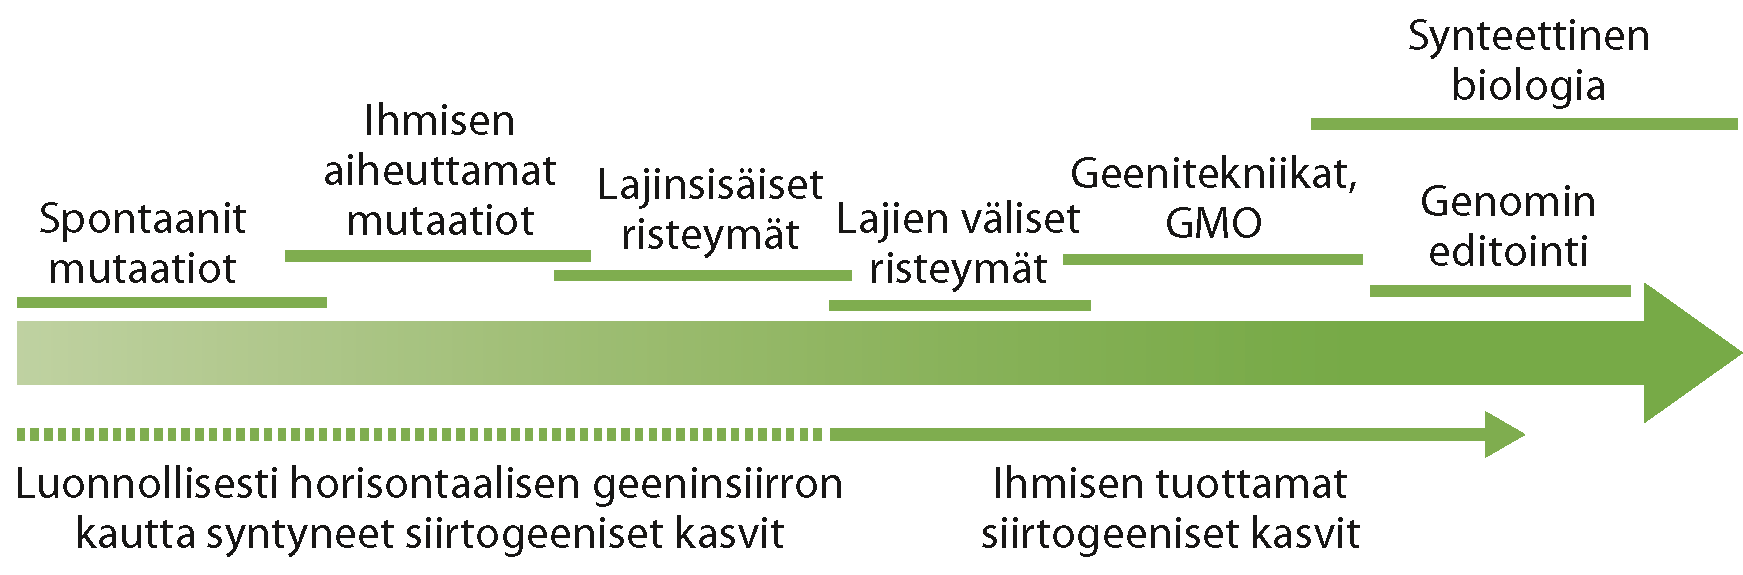 Spontaanit
mutaatiot
Ihmisen
aiheuttamat
mutaatiot
Lajinsisäiset
risteymät
Lajien väliset
risteymät
Geenitekniikat,
GMO
Synteettinen
biologia
Genomin
editointi
Luonnollisesti horisontaalisen geeninsiirron
kautta syntyneet siirtogeeniset kasvit
Ihmisen tuottamat
siirtogeeniset kasvit